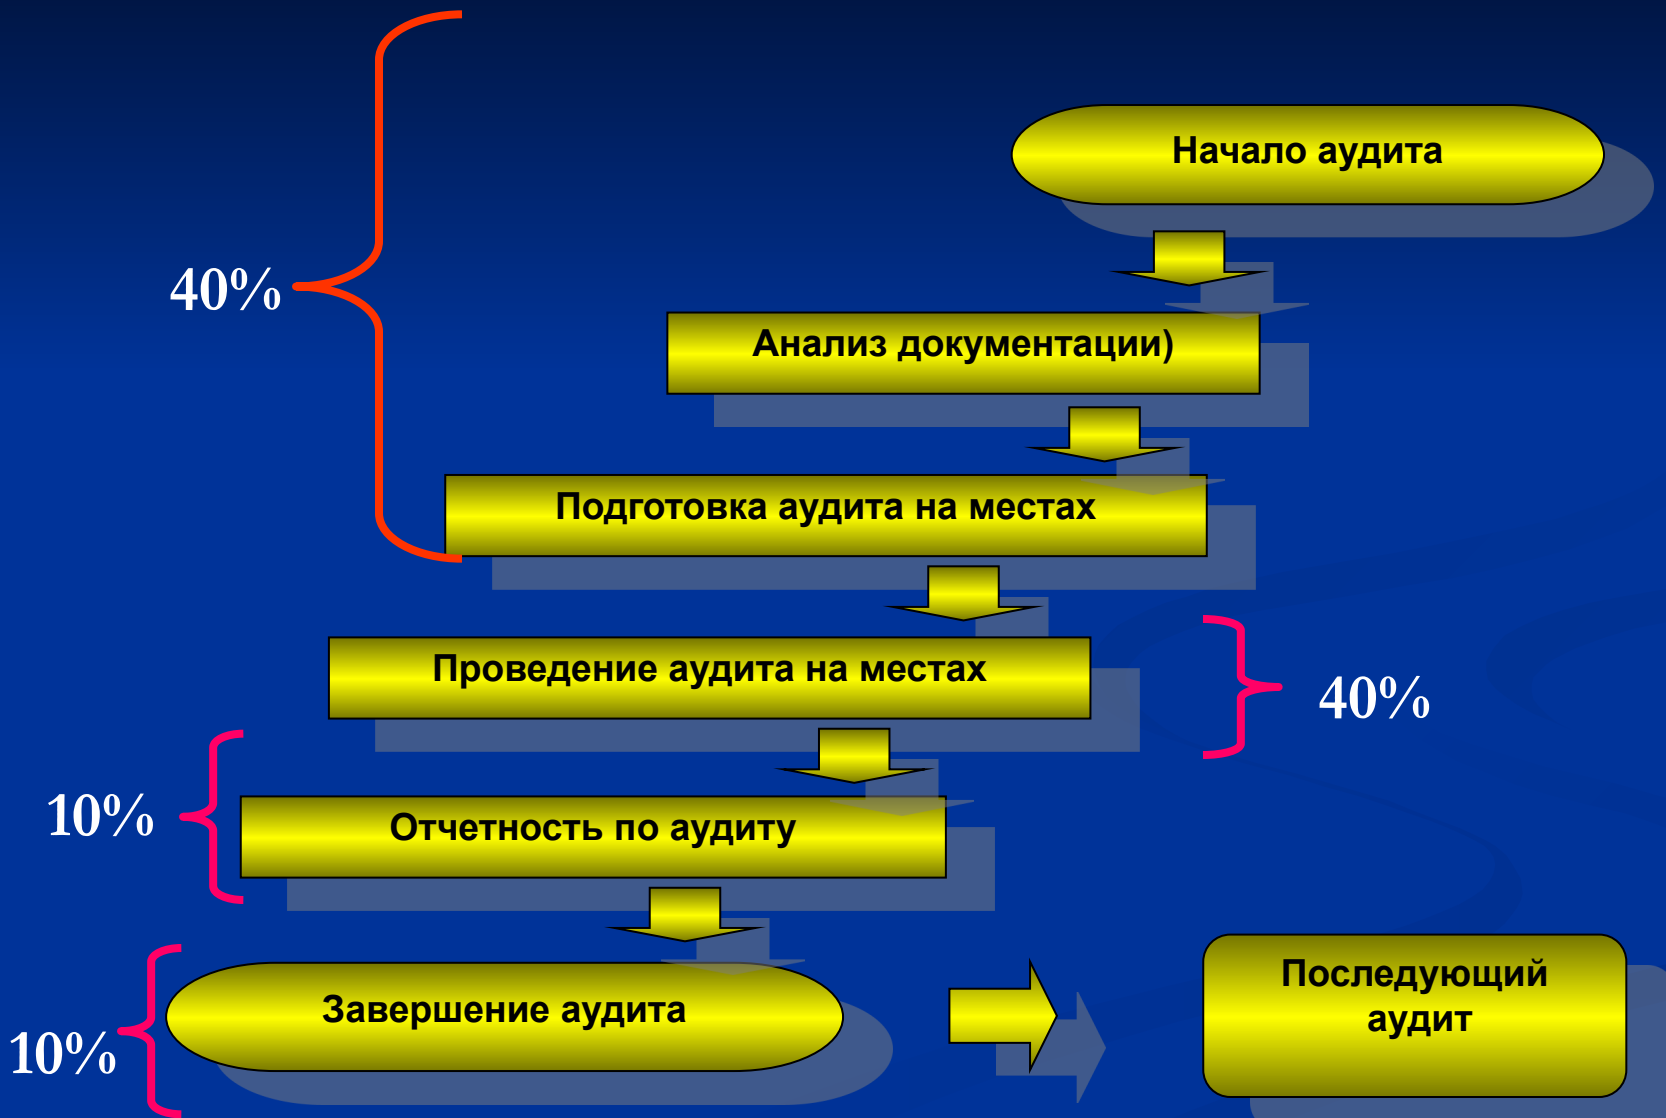 Начало аудита
40%
Анализ документации)
Подготовка аудита на местах
Проведение аудита на местах
40%
10%
Отчетность по аудиту
Завершение аудита
10%
Последующий
аудит